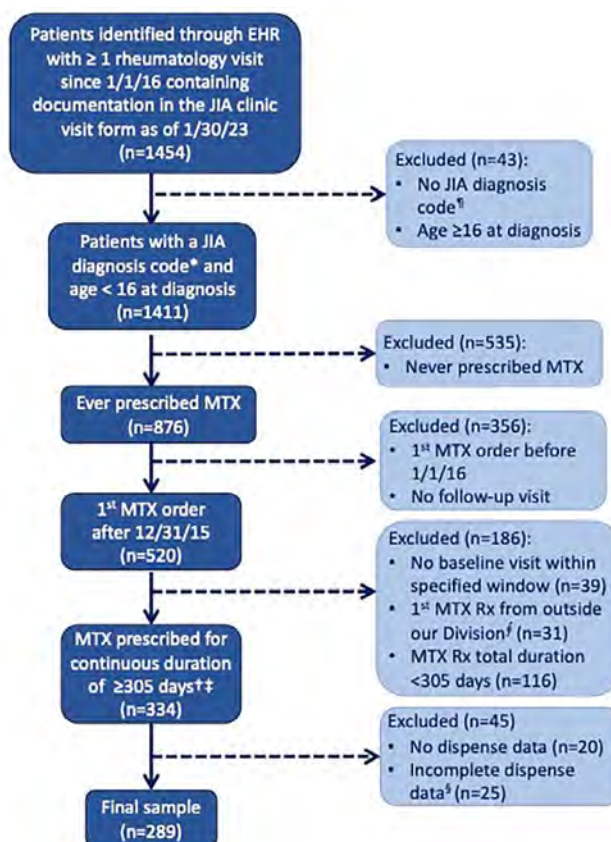 Patients identified through EHR
with ≥ 1 rheumatology visit
since 1/1/16 containing
documentation in the JIA clinic
visit form as of 1/30/23
(n=1454)
Excluded (n=43):
• No JIA diagnosis
code¶
• Age ≥16 at diagnosis
Patients with a JIA
diagnosis code* and
age < 16 at diagnosis
(n=1411)
Excluded (n=535):
• Never prescribed MTX
Ever prescribed MTX
(n=876)
Excluded (n=356):
• 1st MTX order before
1/1/16
• No follow-up visit
1st MTX order
after 12/31/15
(n=520)
Excluded (n=186):
• No baseline visit within
specified window (n=39)
• 1st MTX Rx from outside
our Division∮ (n=31)
• MTX Rx total duration
<305 days (n=116)
MTX prescribed for
continuous duration
of ≥305 days†‡
(n=334)
Excluded (n=45)
• No dispense data (n=20)
• Incomplete dispense
data§ (n=25)
Final sample
(n=289)